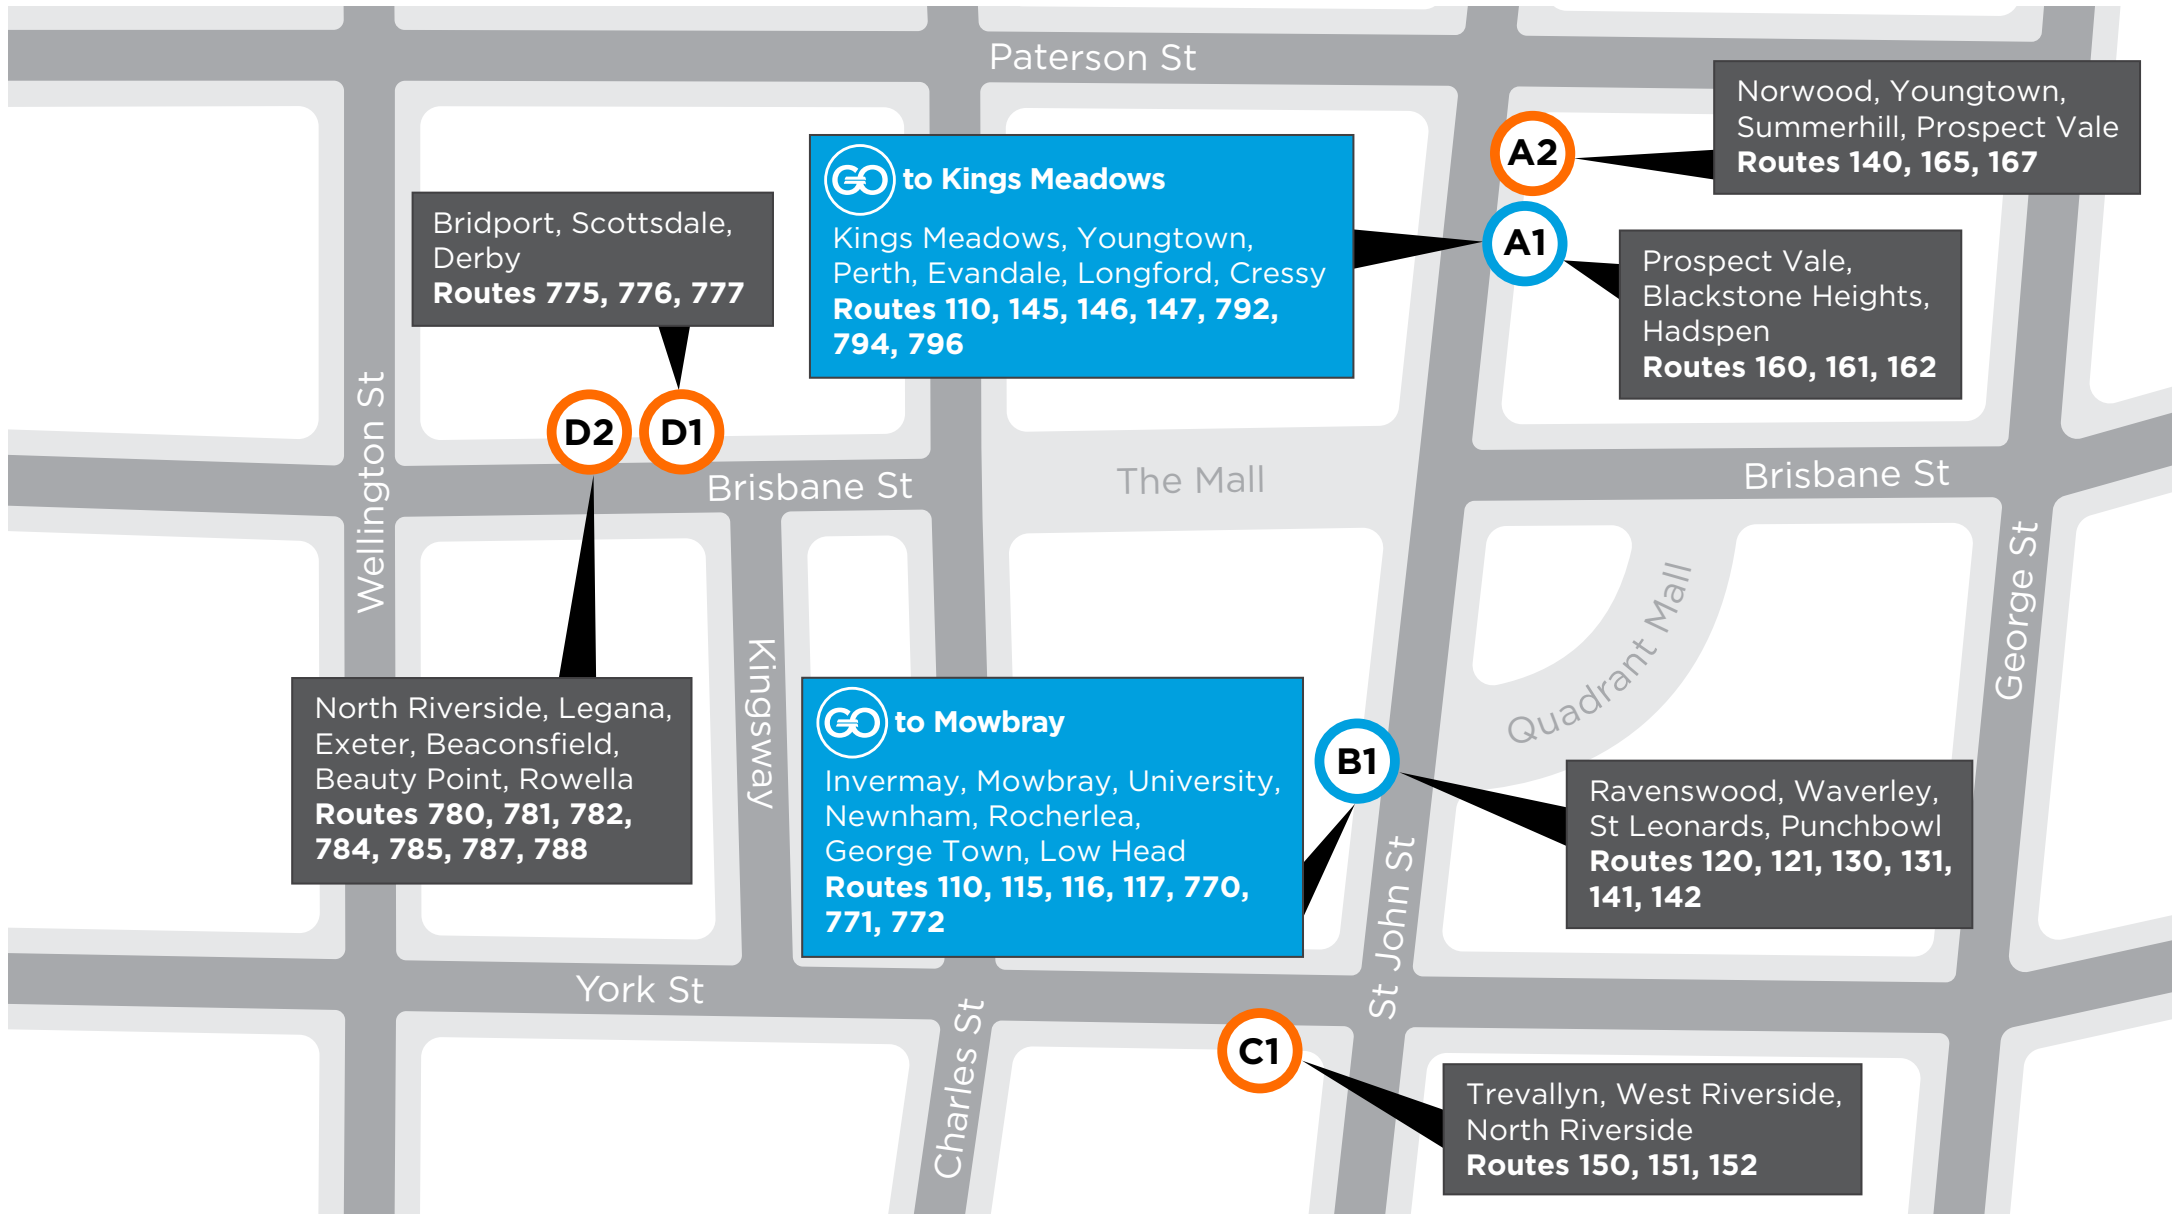 Paterson St
Norwood, Youngtown,
Summerhill, Prospect Vale
Routes 140, 165, 167
A2
GO to Kings Meadows
Kings Meadows, Youngtown,
Perth, Evandale, Longford, Cressy
Routes 110, 145, 146, 147, 792,
794, 796
A1
Prospect Vale,
Blackstone Heights,
Hadspen
Routes 160, 161, 162
Bridport, Scottsdale,
Derby
Routes 775, 776, 777
D2
D1
Wellington St
Brisbane St
The Mall
Brisbane St
Quadrant Mall
George St
Kingsway
North Riverside, Legana,
Exeter, Beaconsfield,
Beauty Point, Rowella
Routes 780, 781, 782,
784, 785, 787, 788
GO to Mowbray
Invermay, Mowbray, University,
Newnham, Rocherlea,
George Town, Low Head
Routes 110, 115, 116, 117, 770,
771, 772
B1
Ravenswood, Waverley,
St Leonards, Punchbowl
Routes 120, 121, 130, 131,
141, 142
St John St
York St
Charles St
C1
Trevallyn, West Riverside,
North Riverside
Routes 150, 151, 152